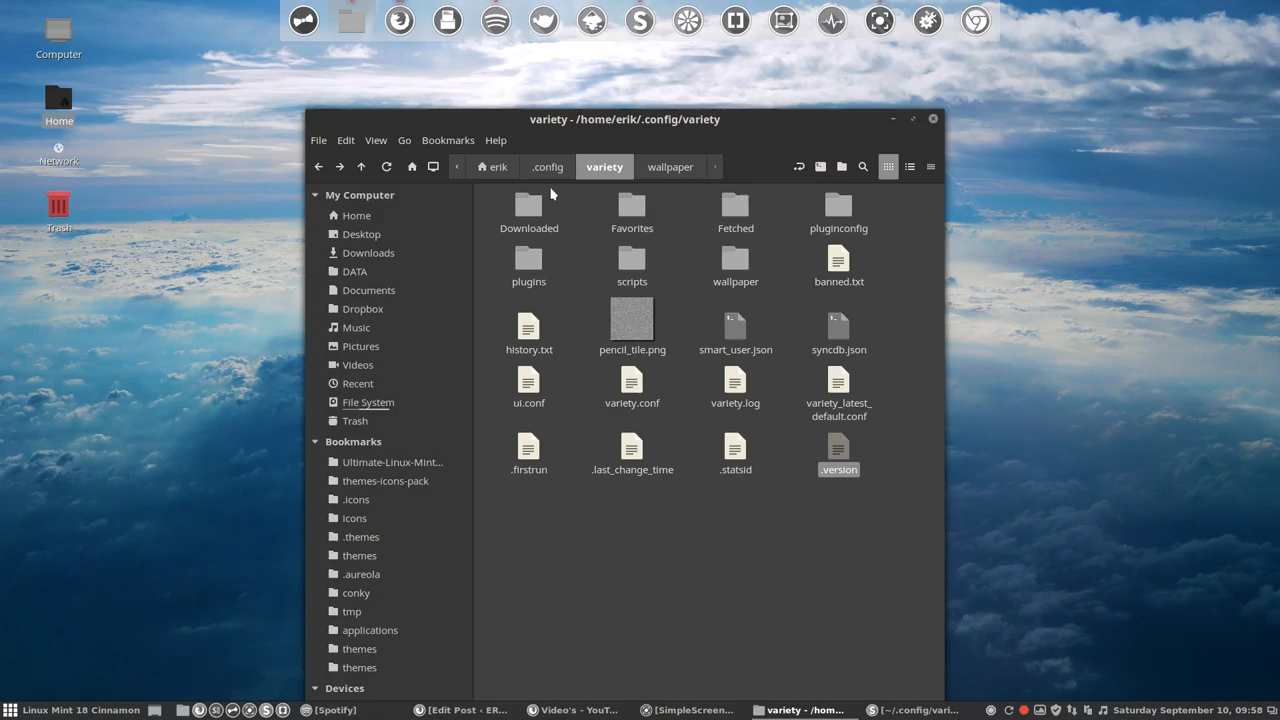 Computer
Home
Network
Trash
variety - /home/erik/.config/variety
File Edit View Go Bookmarks Help
erik .config variety wallpaper
My Computer
Home
Desktop
Downloads
DATA
Documents
Dropbox
Music
Pictures
Videos
Recent
File System
Trash
Bookmarks
Ultimate-Linux-Mint...
themes-icons-pack
.icons
icons
.themes
themes
.aureola
conky
tmp
applications
themes
themes
Devices
Downloaded Favorites Fetched pluginconfig
plugins scripts wallpaper banned.txt
history.txt pencil_tile.png smart_user.json syncdb.json
ui.conf variety.conf variety.log variety_latest_
default.conf
.firstrun .last_change_time .statsid .version
Linux Mint 18 Cinnamon [Spotify] [Edit Post ‹ ER... Video's - YouT... [SimpleScreen... variety - /hom... [~/.config/vari... Saturday September 10, 09:58